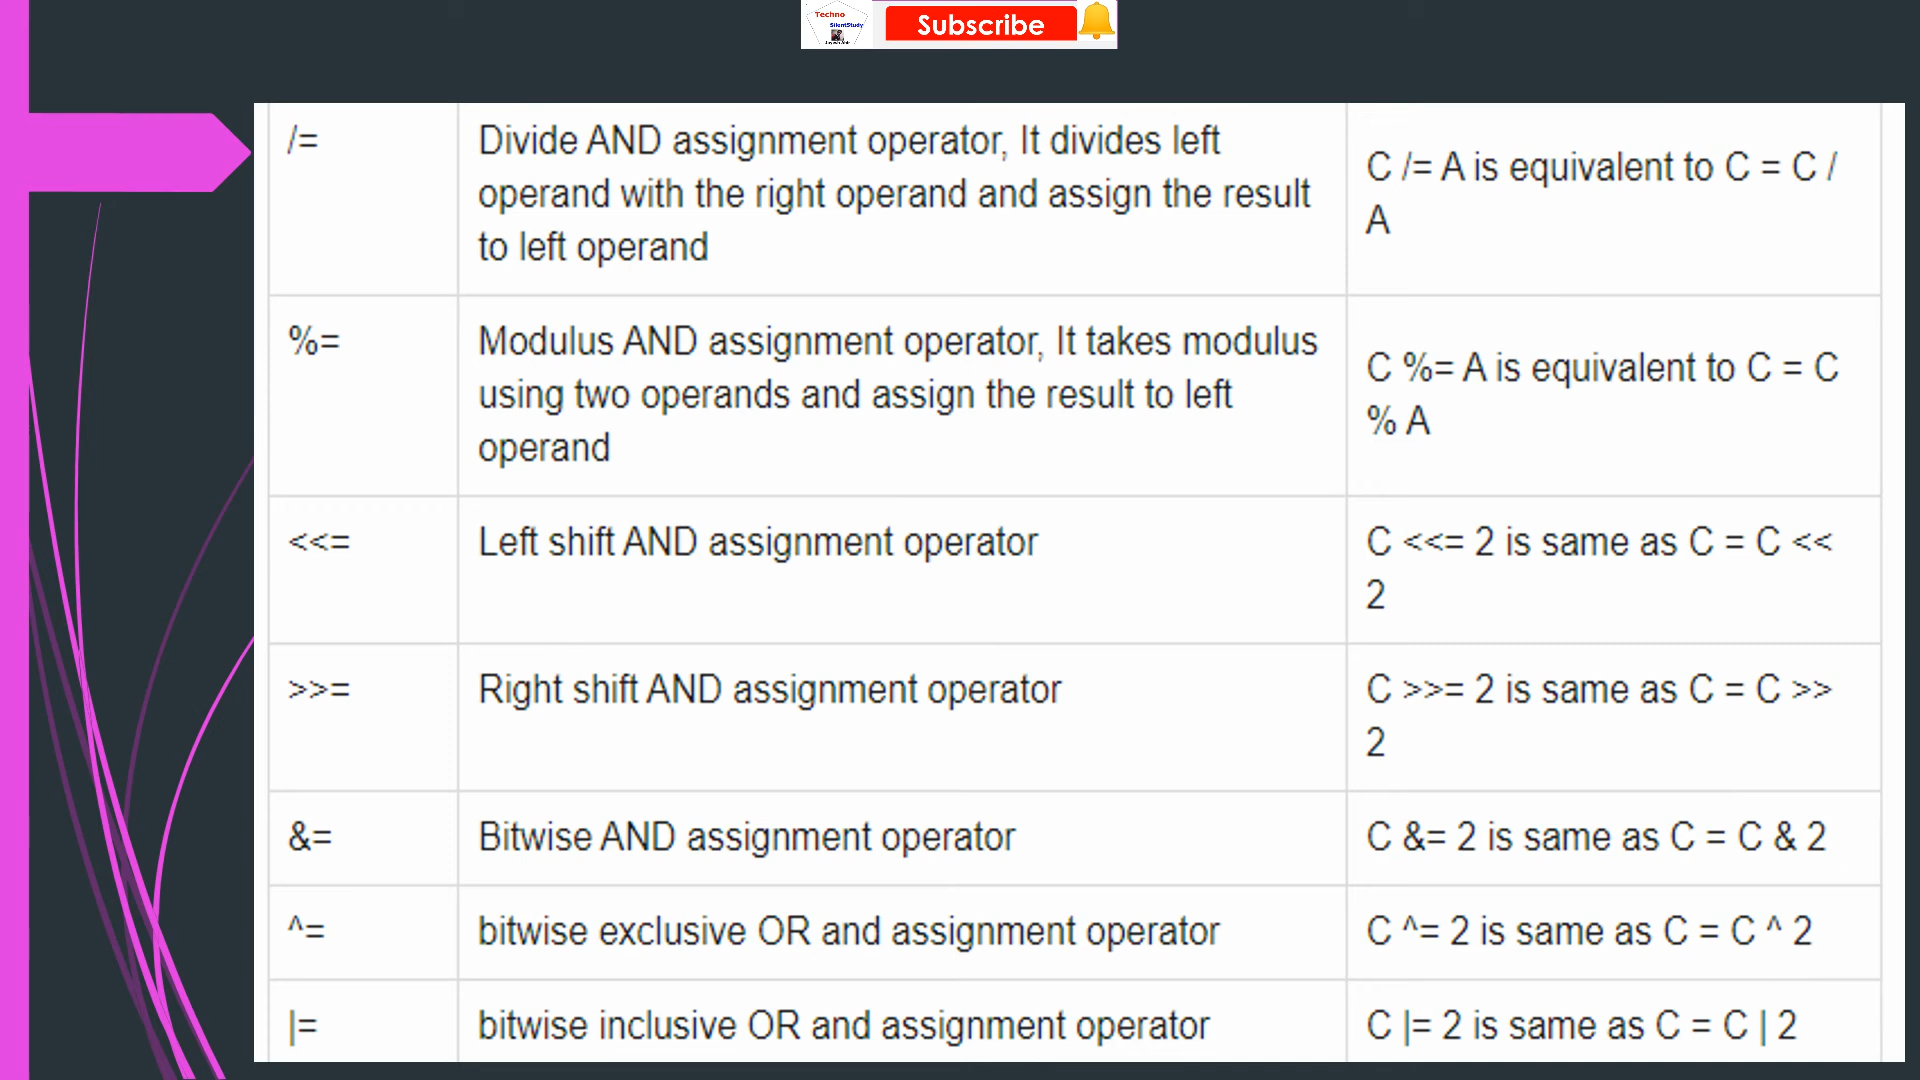 Techno
SilentStudy
Subscribe
/=
Divide AND assignment operator, It divides left
operand with the right operand and assign the result
to left operand
C /= A is equivalent to C = C /
A
%=
Modulus AND assignment operator, It takes modulus
using two operands and assign the result to left
operand
C %= A is equivalent to C = C
% A
<<=
Left shift AND assignment operator
C <<= 2 is same as C = C <<
2
>>=
Right shift AND assignment operator
C >>= 2 is same as C = C >>
2
&=
Bitwise AND assignment operator
C &= 2 is same as C = C & 2
^=
bitwise exclusive OR and assignment operator
C ^= 2 is same as C = C ^ 2
|=
bitwise inclusive OR and assignment operator
C |= 2 is same as C = C | 2